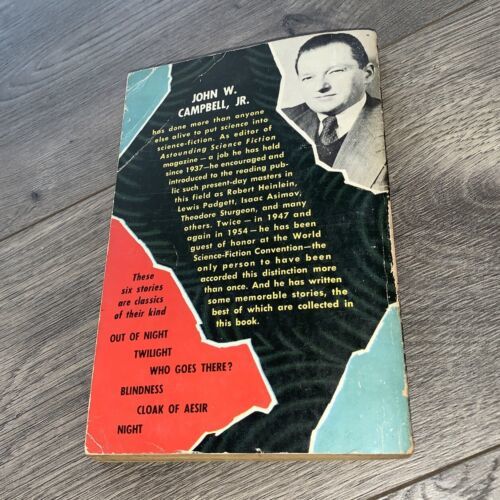 JOHN W.
CAMPBELL, JR.
has done more than anyone
else alive to put science into
science-fiction. As editor of
Astounding Science Fiction
magazine—a job he has held
since 1937—he encouraged and
introduced to the reading pub-
lic such present-day masters in
this field as Robert Heinlein,
Lewis Padgett, Isaac Asimov,
Theodore Sturgeon, and many
others. Twice—in 1947 and
again in 1954—he has been
guest of honor at the World
Science-Fiction Convention—the
only person to have been
accorded this distinction more
than once. And he has written
some memorable stories, the
best of which are collected in
this book.
These
six stories
are classics
of their kind
OUT OF NIGHT
TWILIGHT
WHO GOES THERE?
BLINDNESS
CLOAK OF AESIR
NIGHT